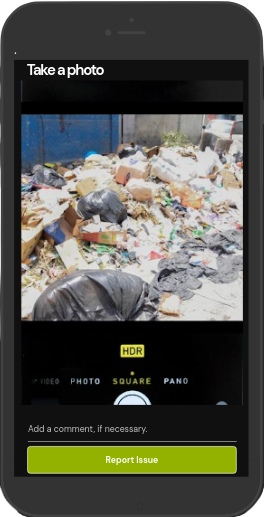 Take a photo
HDR
VIDEO PHOTO SQUARE PANO
Add a comment, if necessary.
Report Issue